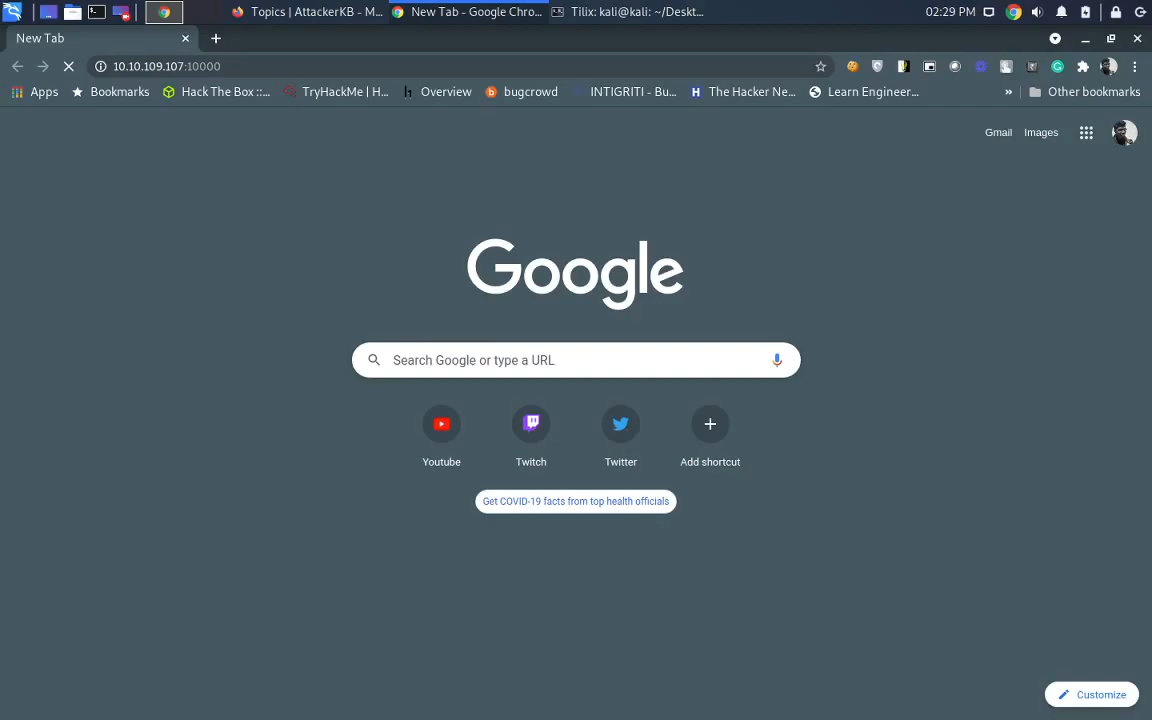 Topics | AttackerKB - M... New Tab - Google Chro... Tilix: kali@kali: ~/Deskt... 02:29 PM
New Tab
10.10.109.107:10000
Apps Bookmarks Hack The Box ::... TryHackMe | H... Overview bugcrowd INTIGRITI - Bu... The Hacker Ne... Learn Engineer... » Other bookmarks
Gmail Images
Google
Search Google or type a URL
Youtube Twitch Twitter Add shortcut
Get COVID-19 facts from top health officials
Customize